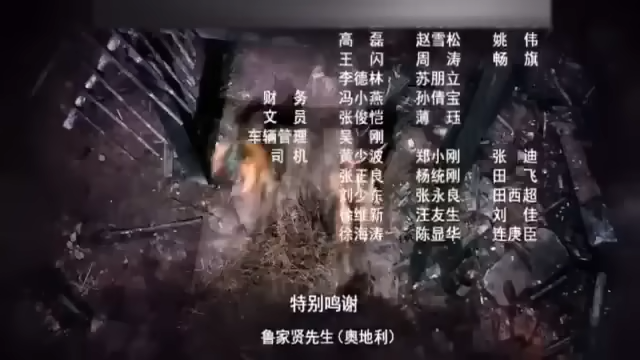 高 磊 赵雪松 姚 伟
王 闪 周 涛 畅 旗
李德林 苏朋立
财 务 冯小燕 孙倩宝
文 员 张俊恺 薄 珏
车辆管理 吴 刚
司 机 黄少波 郑小刚 张 迪
张正良 杨统刚 田 飞
刘少东 张永良 田西超
徐维新 汪友生 刘 佳
徐海涛 陈显华 连庚臣
特别鸣谢
鲁家贤先生(奥地利)